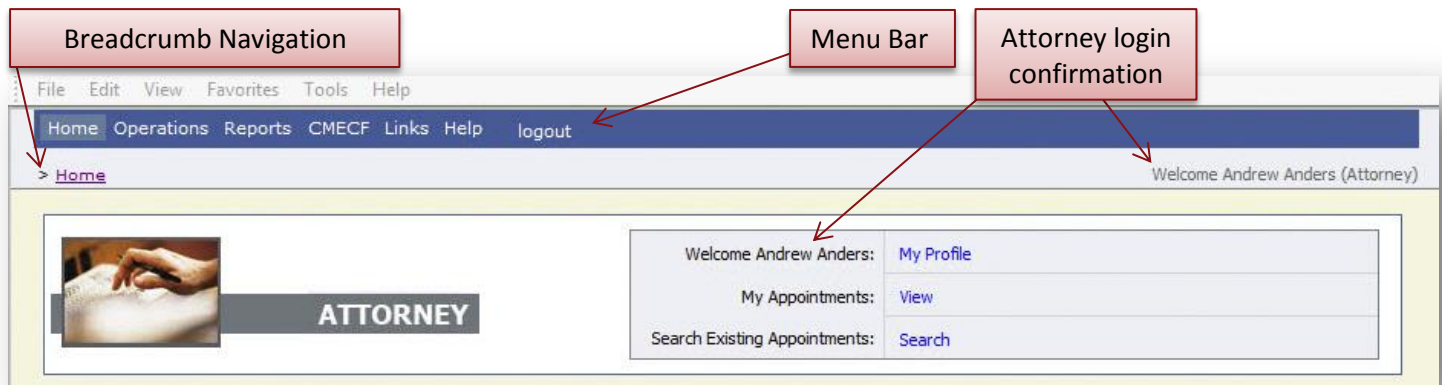 Breadcrumb Navigation
Menu Bar
Attorney login
confirmation
File Edit View Favorites Tools Help
Home Operations Reports CMECF Links Help logout
> Home
Welcome Andrew Anders (Attorney)
ATTORNEY
Welcome Andrew Anders: My Profile
My Appointments: View
Search Existing Appointments: Search